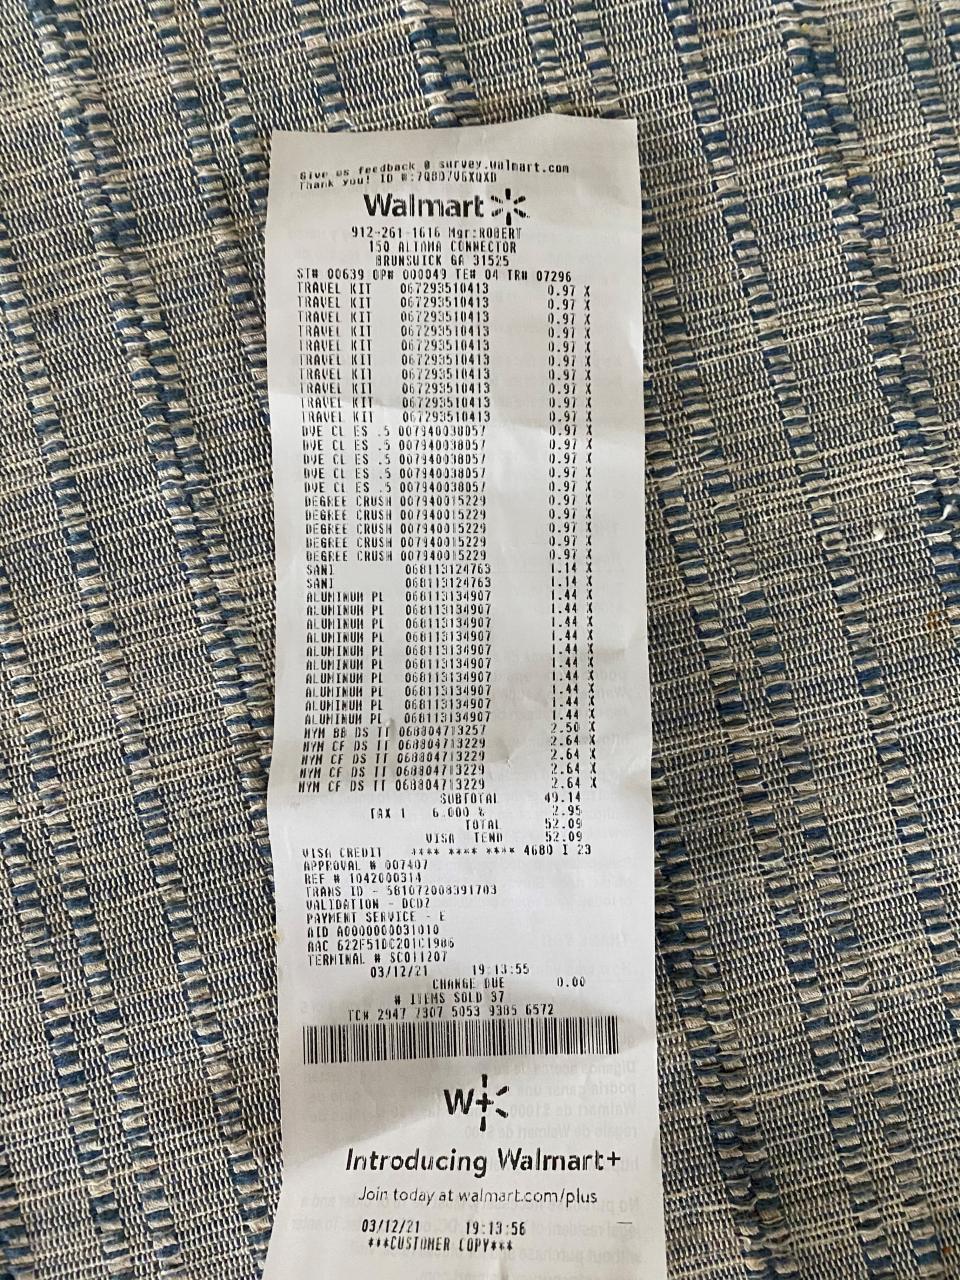 Give us feedback @ survey.walmart.com
Thank you! ID #:7Q8D7V6XQXD
Walmart
912-261-1616 Mgr:ROBERT
150 ALTAMA CONNECTOR
BRUNSWICK GA 31525
ST# 00639 OP# 000049 TE# 04 TR# 07296
TRAVEL KIT 067293510413 0.97 X
TRAVEL KIT 067293510413 0.97 X
TRAVEL KIT 067293510413 0.97 X
TRAVEL KIT 067293510413 0.97 X
TRAVEL KIT 067293510413 0.97 X
TRAVEL KIT 067293510413 0.97 X
TRAVEL KIT 067293510413 0.97 X
TRAVEL KIT 067293510413 0.97 X
TRAVEL KIT 067293510413 0.97 X
TRAVEL KIT 067293510413 0.97 X
DVE CL ES .5 007940038057 0.97 X
DVE CL ES .5 007940038057 0.97 X
DVE CL ES .5 007940038057 0.97 X
DVE CL ES .5 007940038057 0.97 X
DVE CL ES .5 007940038057 0.97 X
DEGREE CRUSH 007940015229 0.97 X
DEGREE CRUSH 007940015229 0.97 X
DEGREE CRUSH 007940015229 0.97 X
DEGREE CRUSH 007940015229 0.97 X
DEGREE CRUSH 007940015229 0.97 X
SANI 068113124763 1.14 X
SANI 068113124763 1.14 X
ALUMINUM PL 068113134907 1.44 X
ALUMINUM PL 068113134907 1.44 X
ALUMINUM PL 068113134907 1.44 X
ALUMINUM PL 068113134907 1.44 X
ALUMINUM PL 068113134907 1.44 X
ALUMINUM PL 068113134907 1.44 X
ALUMINUM PL 068113134907 1.44 X
ALUMINUM PL 068113134907 1.44 X
ALUMINUM PL 068113134907 1.44 X
ALUMINUM PL 068113134907 1.44 X
NYM BB DS TT 068804713257 2.50 X
NYM CF DS TT 068804713229 2.64 X
NYM CF DS TT 068804713229 2.64 X
NYM CF DS TT 068804713229 2.64 X
NYM CF DS TT 068804713229 2.64 X
SUBTOTAL 49.14
TAX 1 6.000 % 2.95
TOTAL 52.09
VISA TEND 52.09
VISA CREDIT **** **** **** 4680 I 23
APPROVAL # 007407
REF # 1042000314
TRANS ID - 581072008391703
VALIDATION - DCD7
PAYMENT SERVICE - E
AID A0000000031010
AAC 622F51DC201C1986
TERMINAL # SC011207
03/12/21 19:13:55
CHANGE DUE 0.00
# ITEMS SOLD 37
TC# 2947 7307 5053 9385 6572
W+
Introducing Walmart+
Join today at walmart.com/plus
03/12/21 19:13:56
***CUSTOMER COPY***